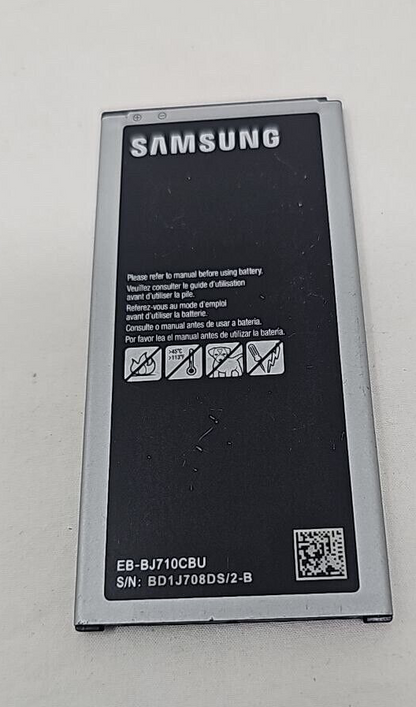 SAMSUNG
Please refer to manual before using battery.
Veuillez consulter le guide d'utilisation
avant d'utiliser la pile.
Referez-vous au mode d'emploi
avant d'utiliser la batterie.
Consulte o manual antes de usar a bateria.
Por favor lea el manual antes de utilizar la batería.
>45°C
>113°F
EB-BJ710CBU
S/N: BD1J708DS/2-B